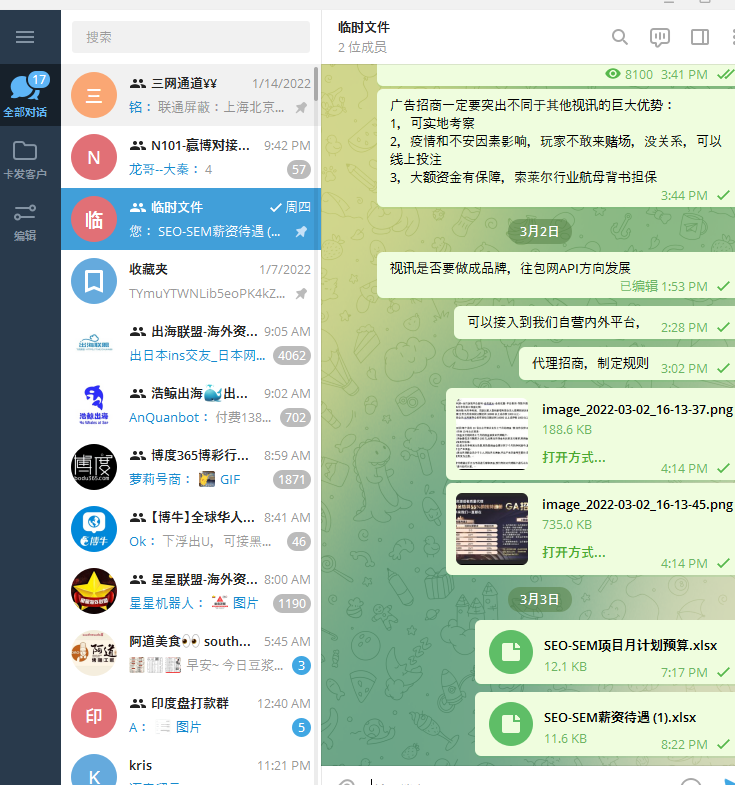 17
全部对话
卡发客户
编辑
搜索
三
三网通道¥¥ 1/14/2022
铭： 联通屏蔽：上海北京...
N
N101-赢博对接... 9:42 PM
龙哥--大秦： 4 57
临
临时文件 周四
您： SEO-SEM薪资待遇 (...
收藏夹 1/7/2022
TYmuYTWNLib5eoPK4kZ...
出海联盟
出海联盟-海外资... 9:05 AM
出日本ins交友_日本网... 4062
浩鲸出海
浩鲸出海🐳出... 9:02 AM
AnQuanbot： 付费138... 702
博度
bodu365.com
博度365博彩行... 8:59 AM
萝莉号商： GIF 1871
博牛
【博牛】全球华人... 8:41 AM
Ok： 下浮出U，可接黑... 46
星星联盟-海外资... 8:00 AM
星星机器人： 图片 1190
阿道
阿道美食👀 south... 5:45 AM
早安~ 今日豆浆... 3
印
印度盘打款群 12:40 AM
A： 图片 5
K
kris 11:21 PM
临时文件
2 位成员
8100 3:41 PM
广告招商一定要突出不同于其他视讯的巨大优势：
1，可实地考察
2，疫情和不安因素影响，玩家不敢来赌场，没关系，可以
线上投注
3，大额资金有保障，索莱尔行业航母背书担保
3:44 PM
3月2日
视讯是否要做成品牌，往包网API方向发展
已编辑 1:53 PM
可以接入到我们自营内外平台， 2:28 PM
代理招商，制定规则 3:02 PM
image_2022-03-02_16-13-37.png
188.6 KB
打开方式...
4:14 PM
image_2022-03-02_16-13-45.png
735.0 KB
打开方式...
4:14 PM
3月3日
SEO-SEM项目月计划预算.xlsx
12.1 KB
7:17 PM
SEO-SEM薪资待遇 (1).xlsx
11.6 KB
8:22 PM